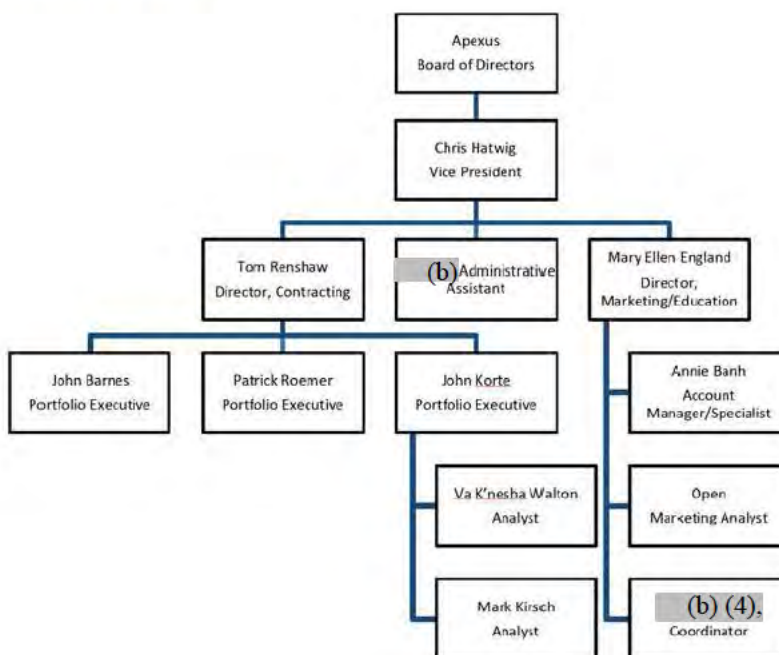 Apexus
Board of Directors
Chris Hatwig
Vice President
Tom Renshaw
Director, Contracting
(b) Administrative
Assistant
Mary Ellen England
Director,
Marketing/Education
John Barnes
Portfolio Executive
Patrick Roemer
Portfolio Executive
John Korte
Portfolio Executive
Annie Banh
Account
Manager/Specialist
Va K'nesha Walton
Analyst
Open
Marketing Analyst
Mark Kirsch
Analyst
(b) (4),
Coordinator